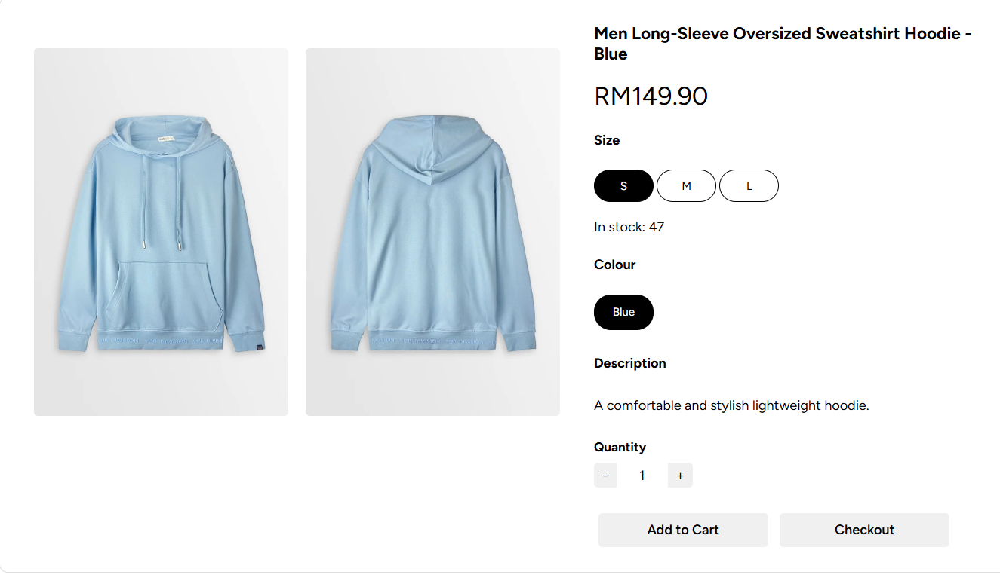 Men Long-Sleeve Oversized Sweatshirt Hoodie -
Blue
RM149.90
Size
S M L
In stock: 47
Colour
Blue
Description
A comfortable and stylish lightweight hoodie.
Quantity
- 1 +
Add to Cart Checkout